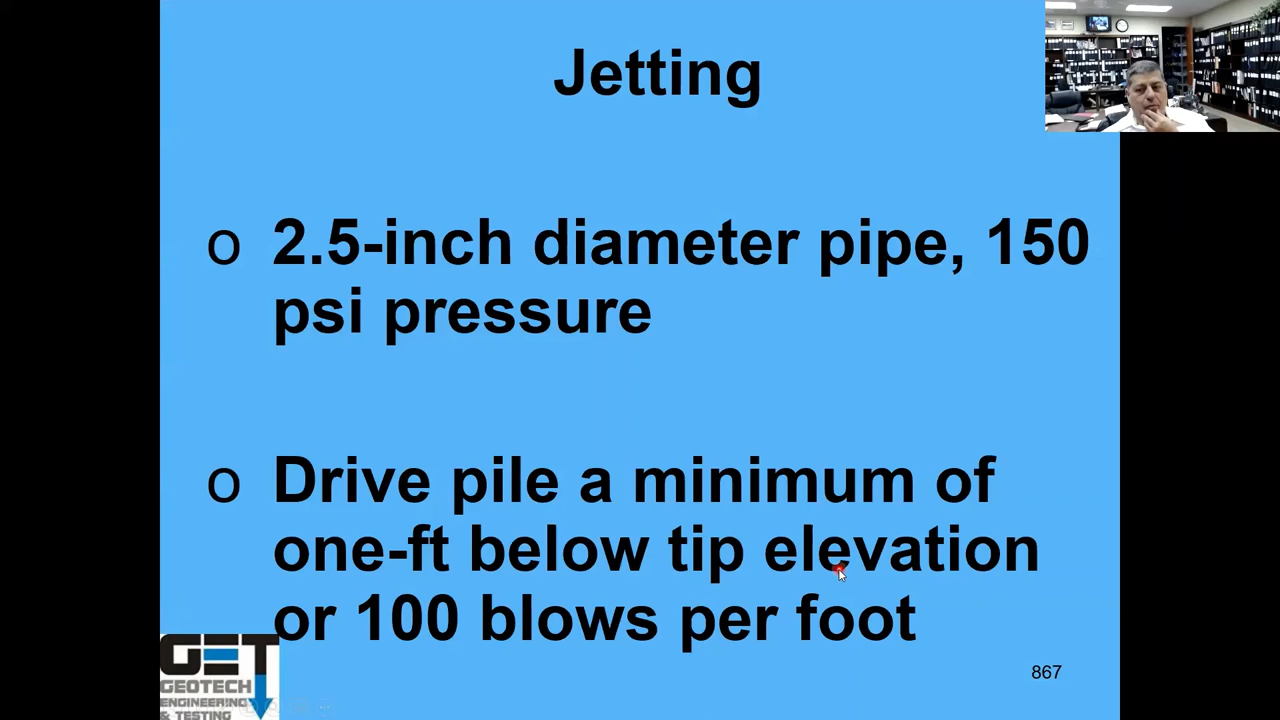 Jetting
o 2.5-inch diameter pipe, 150
psi pressure
o Drive pile a minimum of
one-ft below tip elevation
or 100 blows per foot
GET
GEOTECH
ENGINEERING
& TESTING
867